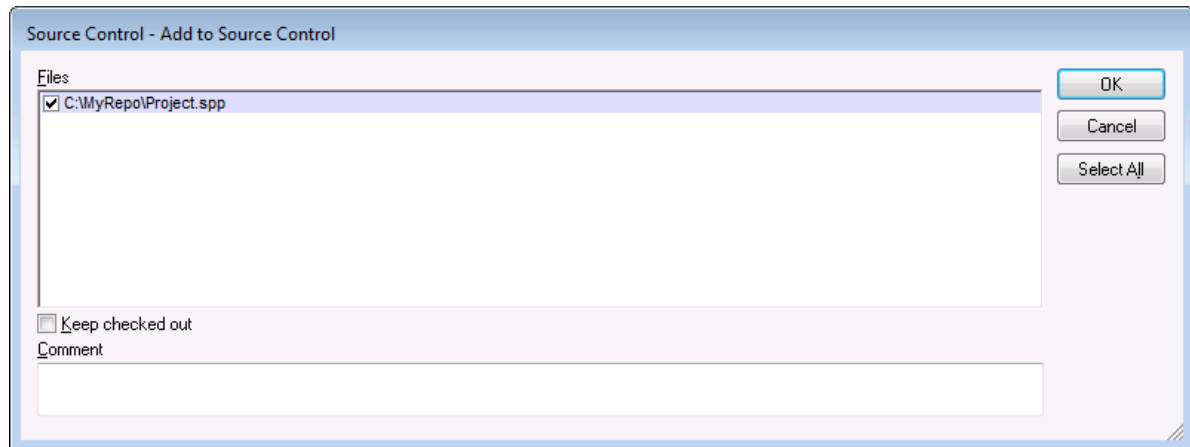 Source Control - Add to Source Control
Files
C:\MyRepo\Project.spp
OK
Cancel
Select All
Keep checked out
Comment